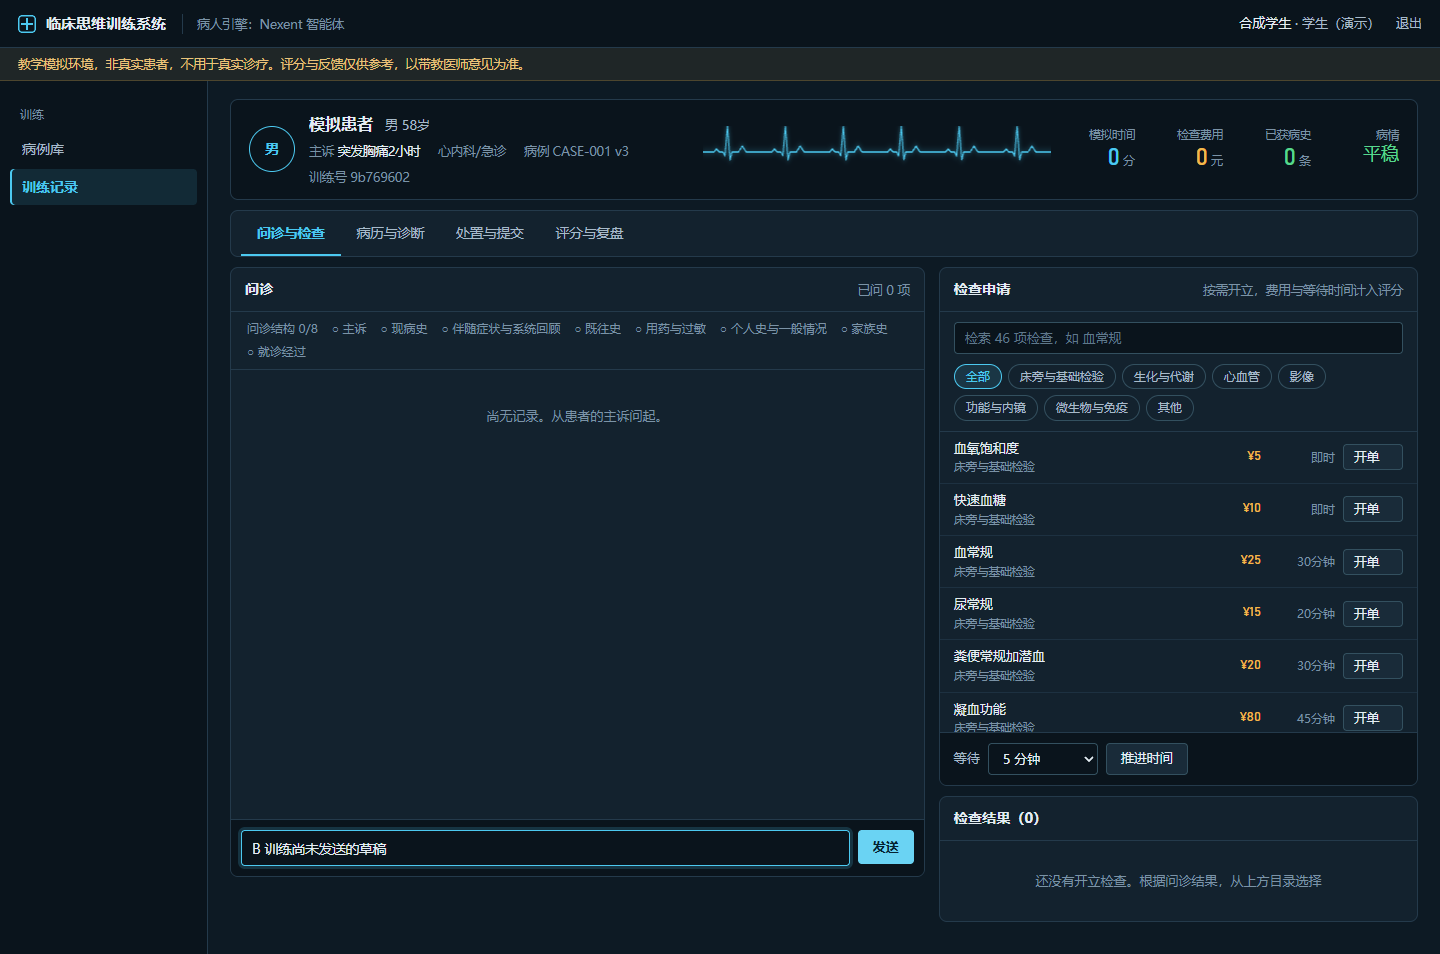 临床思维训练系统 病人引擎：Nexent 智能体 合成学生 · 学生（演示） 退出
教学模拟环境，非真实患者，不用于真实诊疗。评分与反馈仅供参考，以带教医师意见为准。
训练
病例库
训练记录
男
模拟患者 男 58岁
主诉 突发胸痛2小时 心内科/急诊 病例 CASE-001 v3
训练号 9b769602
模拟时间
0 分
检查费用
0 元
已获病史
0 条
病情
平稳
问诊与检查 病历与诊断 处置与提交 评分与复盘
问诊 已问 0 项
问诊结构 0/8 ○ 主诉 ○ 现病史 ○ 伴随症状与系统回顾 ○ 既往史 ○ 用药与过敏 ○ 个人史与一般情况 ○ 家族史
○ 就诊经过
尚无记录。从患者的主诉问起。
B 训练尚未发送的草稿 发送
检查申请 按需开立，费用与等待时间计入评分
检索 46 项检查，如 血常规
全部 床旁与基础检验 生化与代谢 心血管 影像
功能与内镜 微生物与免疫 其他
血氧饱和度 ¥5 即时 开单
床旁与基础检验
快速血糖 ¥10 即时 开单
床旁与基础检验
血常规 ¥25 30分钟 开单
床旁与基础检验
尿常规 ¥15 20分钟 开单
床旁与基础检验
粪便常规加潜血 ¥20 30分钟 开单
床旁与基础检验
凝血功能 ¥80 45分钟 开单
床旁与基础检验
等待 5 分钟 推进时间
检查结果（0）
还没有开立检查。根据问诊结果，从上方目录选择